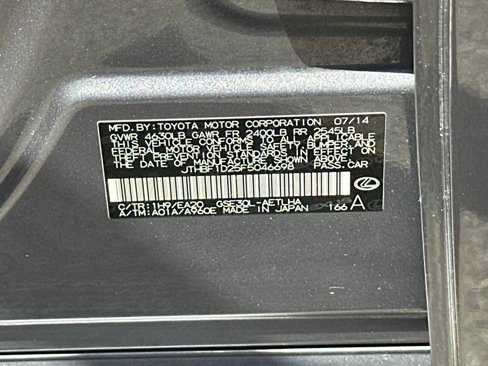 MFD.BY:TOYOTA MOTOR CORPORATION 07/14
GVWR 4630LB GAWR FR 2400LB RR 2545LB
THIS VEHICLE CONFORMS TO ALL APPLICABLE
FEDERAL MOTOR VEHICLE SAFETY, BUMPER, AND
THEFT PREVENTION STANDARDS IN EFFECT ON
THE DATE OF MANUFACTURE SHOWN ABOVE.
JTHBF1D25F5046698 PASS.CAR
C/TR:1H9/EA20 GSE30L-AETLHA
A/TM:A01A/A960E MADE IN JAPAN 166 A